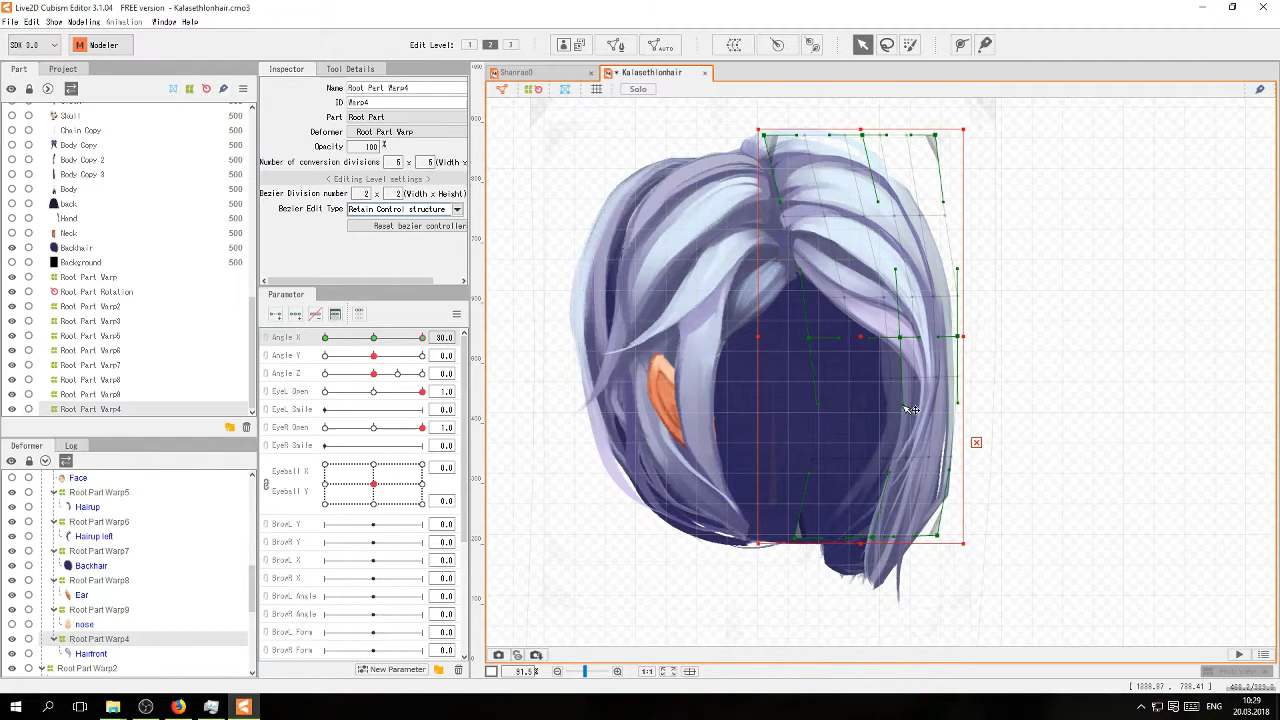 Live2D Cubism Editor 3.1.04   FREE version - Kalasethlonhair.cmo3
File Edit Show Modeling Animation Window Help
SDK 3.0 Modeler Edit Level: 1 2 3
Part Project
Skull 500
Chain Copy 500
Body Copy 500
Body Copy 2 500
Body Copy 3 500
Body 500
back 500
Hand 500
Neck 500
Backhair 500
Background 500
Root Part Warp
Root Part Rotation
Root Part Warp2
Root Part Warp3
Root Part Warp5
Root Part Warp6
Root Part Warp7
Root Part Warp8
Root Part Warp9
Root Part Warp4
Deformer Log
Face
Root Part Warp5
Hairup
Root Part Warp6
Hairup left
Root Part Warp7
Backhair
Root Part Warp8
Ear
Root Part Warp9
nose
Root Part Warp4
Hairfront
Root Part Warp2
Inspector Tool Details
Name Root Part Warp4
ID Warp4
Part Root Part
Deformer Root Part Warp
Opacity 100 %
Number of conversion divisions 5 x 5 (Width x
< Editing Level settings >
Bezier Division number 2 x 2 (Width x Height)
Bezier Edit Type Retain Control structure
Reset bezier controller
Parameter
Angle X 30.0
Angle Y 0.0
Angle Z 0.0
EyeL Open 1.0
EyeL Smile 0.0
EyeR Open 1.0
EyeR Smile 0.0
Eyeball X 0.0
Eyeball Y 0.0
BrowL Y 0.0
BrowR Y 0.0
BrowL X 0.0
BrowR X 0.0
BrowL Angle 0.0
BrowR Angle 0.0
BrowL Form 0.0
BrowR Form 0.0
New Parameter
* Kalasethlonhair
Solo
1:1
ENG
10:29
20.03.2018